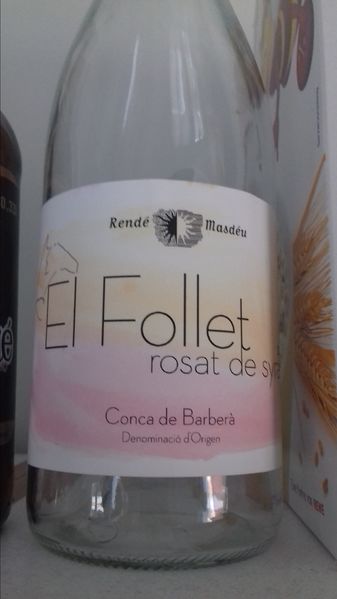 Rendé Masdéu
El Follet
rosat de
Conca de Barberà
Denominació d'Origen